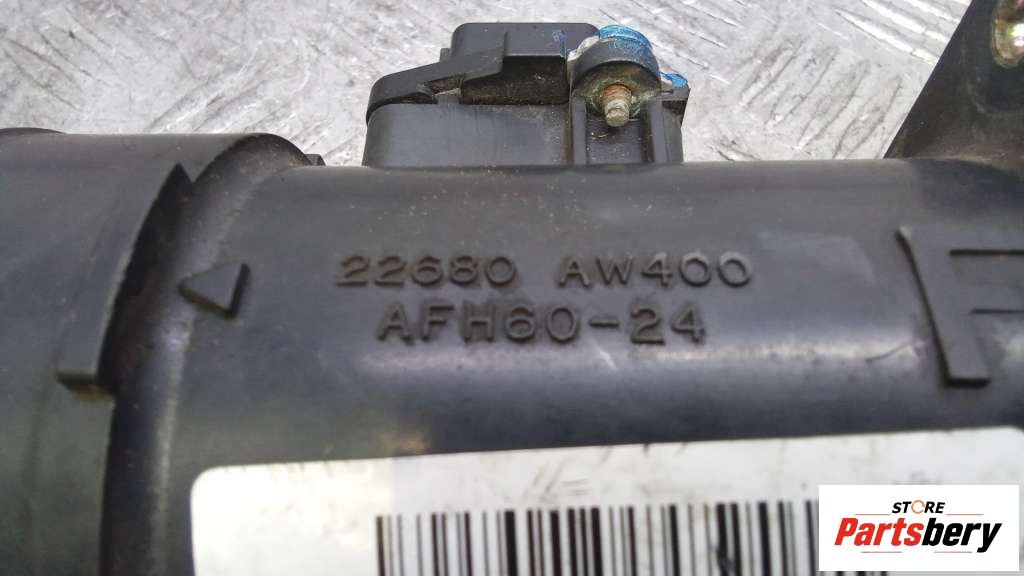 22680 AW400
AFH60-24
F
STORE
Partsbery